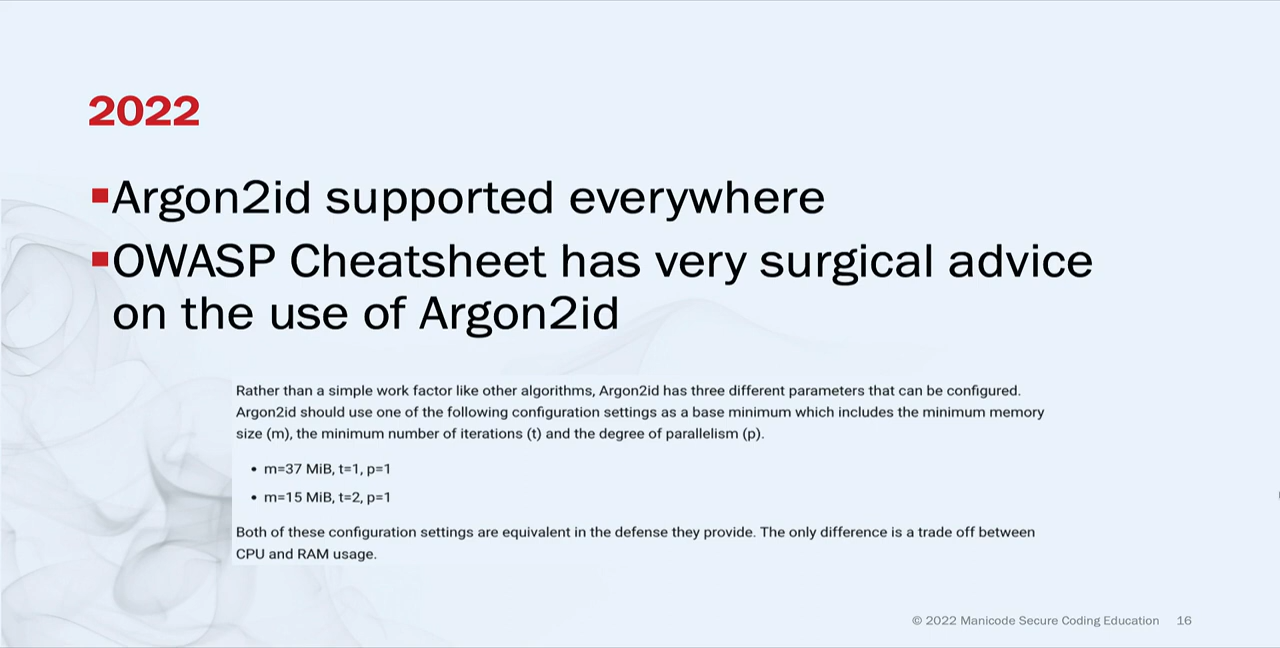 2022
Argon2id supported everywhere
OWASP Cheatsheet has very surgical advice
on the use of Argon2id
Rather than a simple work factor like other algorithms, Argon2id has three different parameters that can be configured.
Argon2id should use one of the following configuration settings as a base minimum which includes the minimum memory
size (m), the minimum number of iterations (t) and the degree of parallelism (p).
• m=37 MiB, t=1, p=1
• m=15 MiB, t=2, p=1
Both of these configuration settings are equivalent in the defense they provide. The only difference is a trade off between
CPU and RAM usage.
© 2022 Manicode Secure Coding Education 16